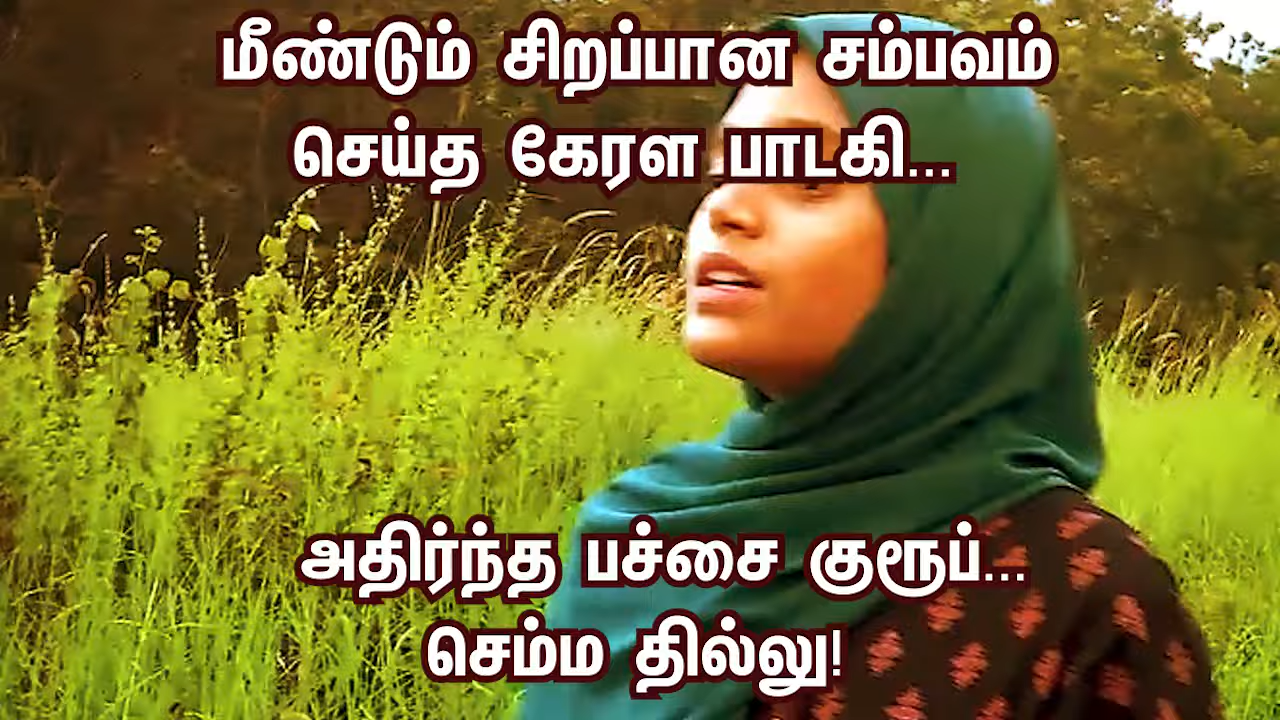 மீண்டும் சிறப்பான சம்பவம்
செய்த கேரள பாடகி...
அதிர்ந்த பச்சை குரூப்...
செம்ம தில்லு!